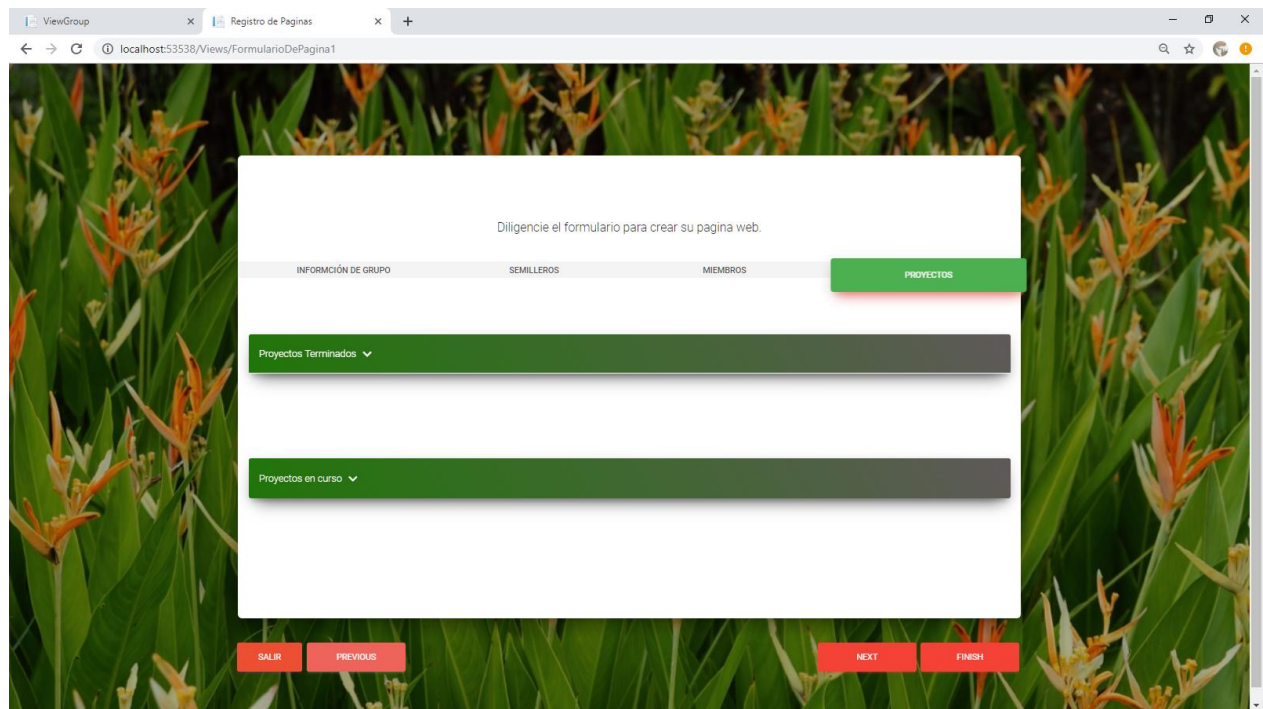 ViewGroup
Registro de Paginas
localhost:53538/Views/FormularioDePagina1
Diligencie el formulario para crear su pagina web.
INFORMCIÓN DE GRUPO SEMILLEROS MIEMBROS PROYECTOS
Proyectos Terminados
Proyectos en curso
SALIR PREVIOUS NEXT FINISH